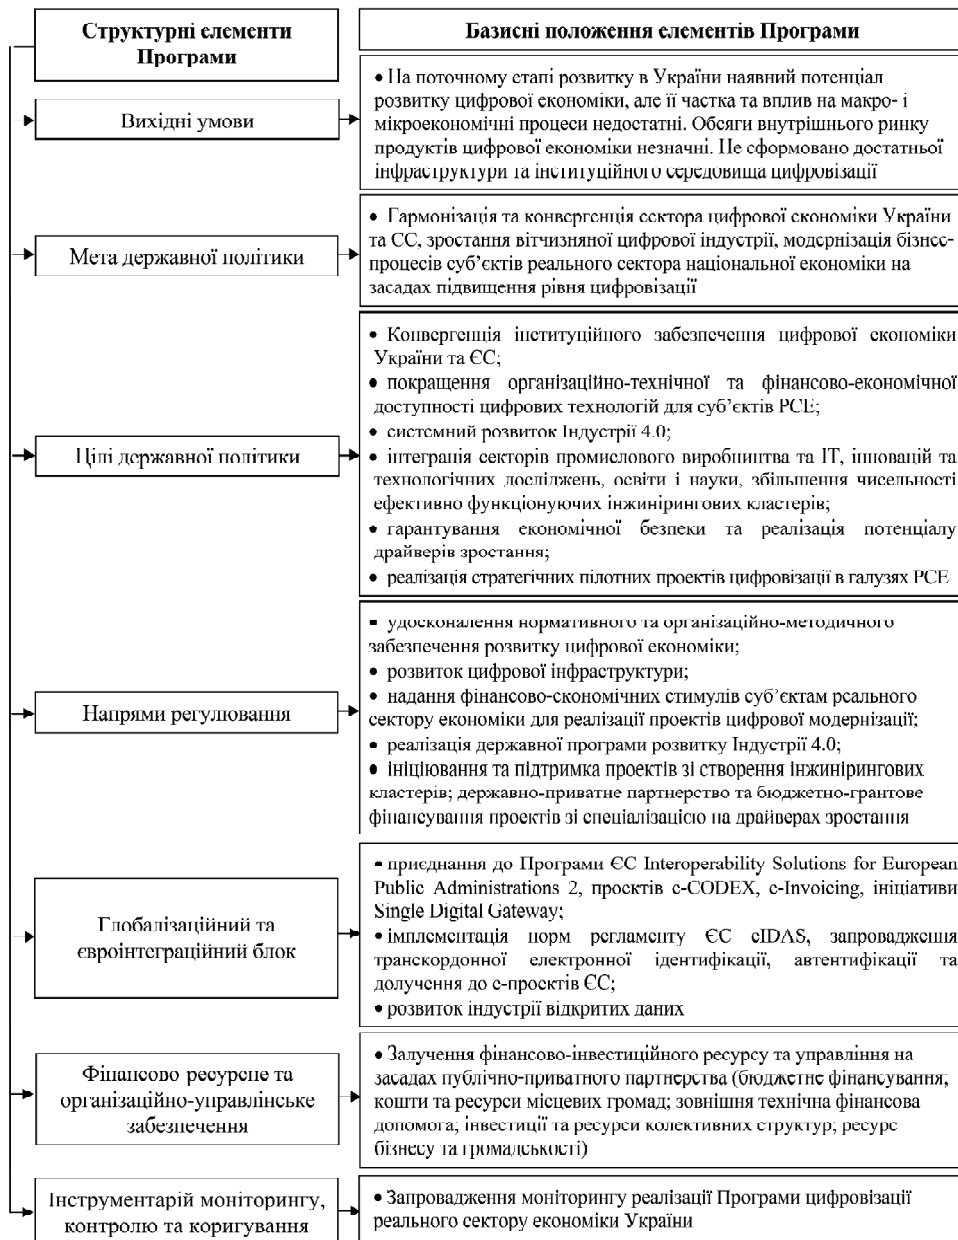 Структурні елементи
Програми
Базисні положення елементів Програми
Вихідні умови
• На поточному етапі розвитку в Україні наявний потенціал
розвитку цифрової економіки, але її частка та вплив на макро- і
мікроекономічні процеси недостатні. Обсяги внутрішнього ринку
продуктів цифрової економіки незначні. Не сформовано достатньої
інфраструктури та інституційного середовища цифровізації
Мета державної політики
• Гармонізація та конвергенція сектора цифрової економіки України
та ЄС, зростання вітчизняної цифрової індустрії, модернізація бізнес-
процесів суб’єктів реального сектора національної економіки на
засадах підвищення рівня цифровізації
Цілі державної політики
• Конвергенція інституційного забезпечення цифрової економіки
України та ЄС;
• покращення організаційно-технічної та фінансово-економічної
доступності цифрових технологій для суб’єктів РСЕ;
• системний розвиток Індустрії 4.0;
• інтеграція секторів промислового виробництва та ІТ, інновацій та
технологічних досліджень, освіти і науки, збільшення чисельності
ефективно функціонуючих інжинірингових кластерів;
• гарантування економічної безпеки та реалізація потенціалу
драйверів зростання;
• реалізація стратегічних пілотних проектів цифровізації в галузях РСЕ
Напрями регулювання
• удосконалення нормативного та організаційно-методичного
забезпечення розвитку цифрової економіки;
• розвиток цифрової інфраструктури;
• надання фінансово-економічних стимулів суб’єктам реального
сектору економіки для реалізації проектів цифрової модернізації;
• реалізація державної програми розвитку Індустрії 4.0;
• ініціювання та підтримка проектів зі створення інжинірингових
кластерів; державно-приватне партнерство та бюджетно-грантове
фінансування проектів зі спеціалізацією на драйверах зростання
Глобалізаційний та
євроінтеграційний блок
• приєднання до Програми ЄС Interoperability Solutions for European
Public Administrations 2, проектів e-CODEX, e-Invoicing, ініціативи
Single Digital Gateway;
• імплементація норм регламенту ЄС eIDAS, запровадження
транскордонної електронної ідентифікації, автентифікації та
долучення до е-проектів ЄС;
• розвиток індустрії відкритих даних
Фінансово ресурсне та
організаційно-управлінське
забезпечення
• Залучення фінансово-інвестиційного ресурсу та управління на
засадах публічно-приватного партнерства (бюджетне фінансування;
кошти та ресурси місцевих громад; зовнішня технічна фінансова
допомога; інвестиції та ресурси колективних структур; ресурс
бізнесу та громадськості)
Інструментарій моніторингу,
контролю та коригування
• Запровадження моніторингу реалізації Програми цифровізації
реального сектору економіки України